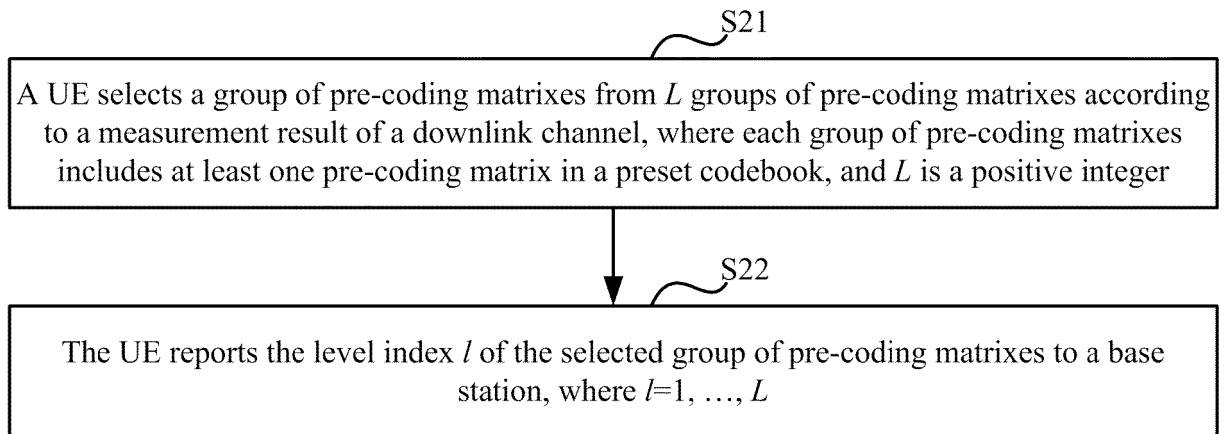 S21
A UE selects a group of pre-coding matrixes from L groups of pre-coding matrixes according
to a measurement result of a downlink channel, where each group of pre-coding matrixes
includes at least one pre-coding matrix in a preset codebook, and L is a positive integer
S22
The UE reports the level index l of the selected group of pre-coding matrixes to a base
station, where l=1, …, L